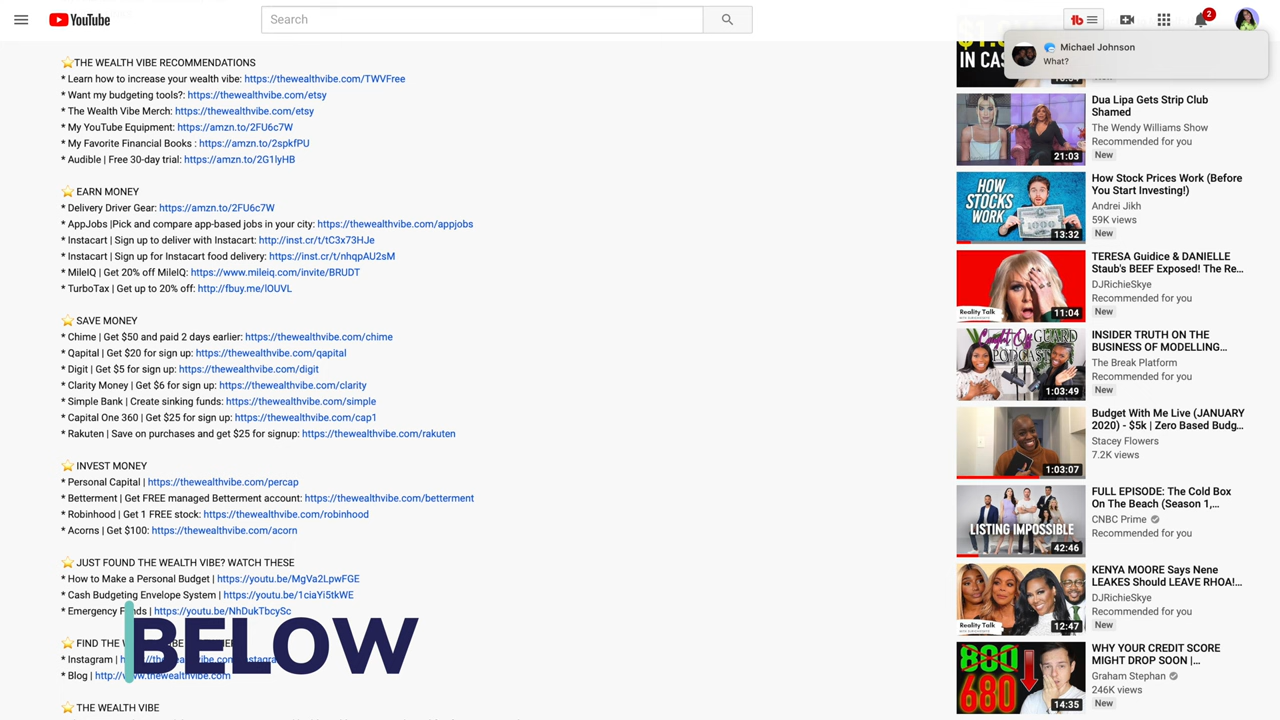 YouTube
Search
2
Michael Johnson
What?
⭐THE WEALTH VIBE RECOMMENDATIONS
* Learn how to increase your wealth vibe: https://thewealthvibe.com/TWVFree
* Want my budgeting tools?: https://thewealthvibe.com/etsy
* The Wealth Vibe Merch: https://thewealthvibe.com/etsy
* My YouTube Equipment: https://amzn.to/2FU6c7W
* My Favorite Financial Books : https://amzn.to/2spkfPU
* Audible | Free 30-day trial: https://amzn.to/2G1lyHB
⭐ EARN MONEY
* Delivery Driver Gear: https://amzn.to/2FU6c7W
* AppJobs |Pick and compare app-based jobs in your city: https://thewealthvibe.com/appjobs
* Instacart | Sign up to deliver with Instacart: http://inst.cr/t/tC3x73HJe
* Instacart | Sign up for Instacart food delivery: https://inst.cr/t/nhqpAU2sM
* MileIQ | Get 20% off MileIQ: https://www.mileiq.com/invite/BRUDT
* TurboTax | Get up to 20% off: http://fbuy.me/lOUVL
⭐ SAVE MONEY
* Chime | Get $50 and paid 2 days earlier: https://thewealthvibe.com/chime
* Qapital | Get $20 for sign up: https://thewealthvibe.com/qapital
* Digit | Get $5 for sign up: https://thewealthvibe.com/digit
* Clarity Money | Get $6 for sign up: https://thewealthvibe.com/clarity
* Simple Bank | Create sinking funds: https://thewealthvibe.com/simple
* Capital One 360 | Get $25 for sign up: https://thewealthvibe.com/cap1
* Rakuten | Save on purchases and get $25 for signup: https://thewealthvibe.com/rakuten
⭐ INVEST MONEY
* Personal Capital | https://thewealthvibe.com/percap
* Betterment | Get FREE managed Betterment account: https://thewealthvibe.com/betterment
* Robinhood | Get 1 FREE stock: https://thewealthvibe.com/robinhood
* Acorns | Get $100: https://thewealthvibe.com/acorn
⭐ JUST FOUND THE WEALTH VIBE? WATCH THESE
* How to Make a Personal Budget | https://youtu.be/MgVa2LpwFGE
* Cash Budgeting Envelope System | https://youtu.be/1ciaYi5tkWE
* Emergency Funds | https://youtu.be/NhDukTbcySc
⭐ FIND THE
* Instagram |
* Blog | http://www.thewealthvibe.com
BELOW
⭐ THE WEALTH VIBE
IN CAS
Dua Lipa Gets Strip Club
Shamed
The Wendy Williams Show
Recommended for you
New
21:03
HOW
STOCKS
WORK
13:32
How Stock Prices Work (Before
You Start Investing!)
Andrei Jikh
59K views
New
Reality Talk
11:04
TERESA Guidice & DANIELLE
Staub's BEEF Exposed! The Re...
DJRichieSkye
Recommended for you
New
Caught Off GUARD
PODCAST
1:03:49
INSIDER TRUTH ON THE
BUSINESS OF MODELLING...
The Break Platform
Recommended for you
New
1:03:07
Budget With Me Live (JANUARY
2020) - $5k | Zero Based Budg...
Stacey Flowers
7.2K views
LISTING IMPOSSIBLE
42:46
FULL EPISODE: The Cold Box
On The Beach (Season 1,...
CNBC Prime
Recommended for you
Reality Talk
12:47
KENYA MOORE Says Nene
LEAKES Should LEAVE RHOA!...
DJRichieSkye
Recommended for you
New
800
680
14:35
WHY YOUR CREDIT SCORE
MIGHT DROP SOON |...
Graham Stephan
246K views
New